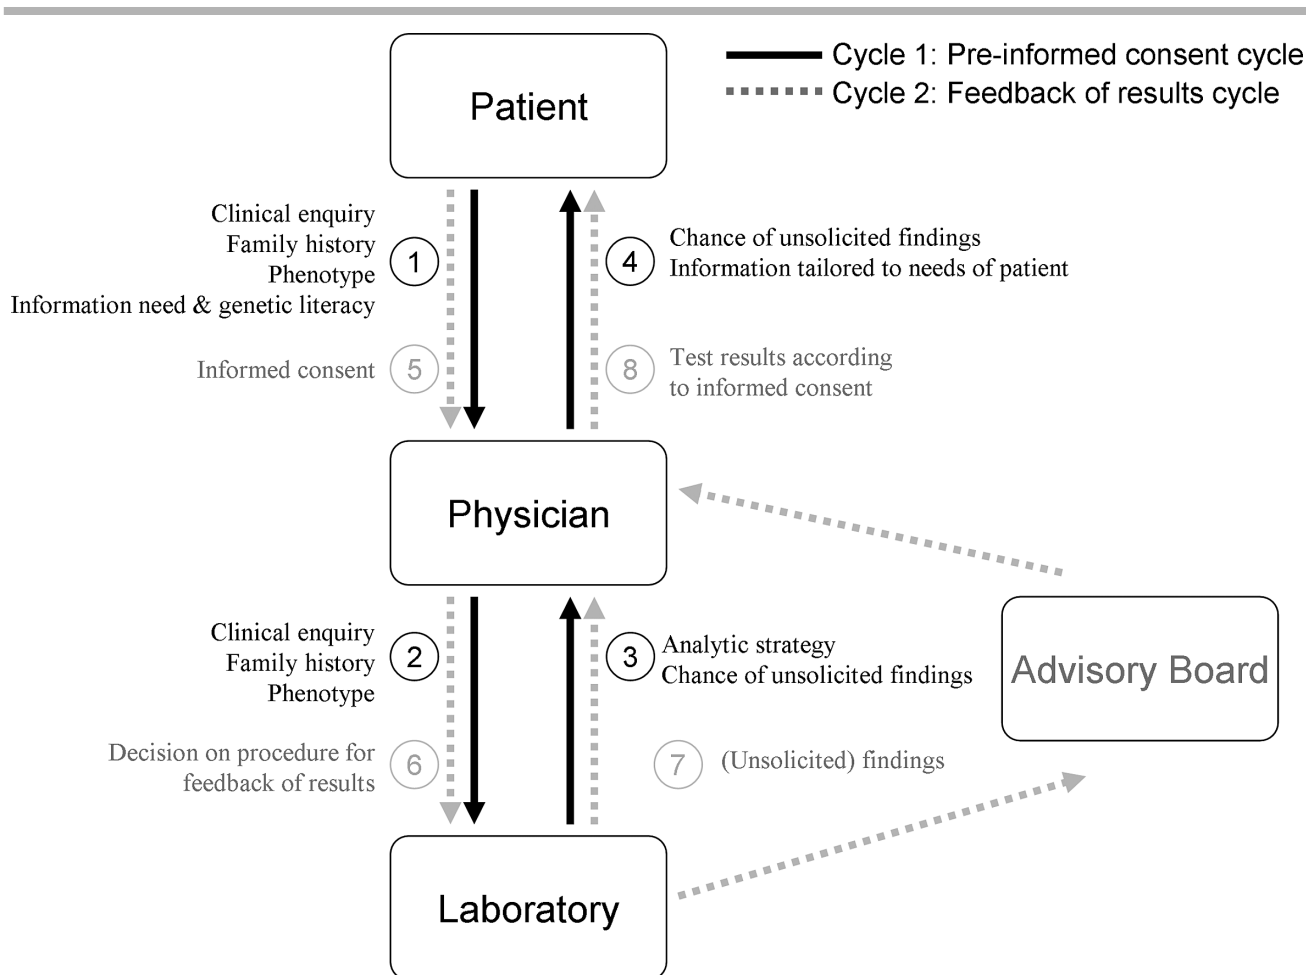 Patient
Cycle 1: Pre-informed consent cycle
Cycle 2: Feedback of results cycle
Clinical enquiry
Family history
Phenotype
Information need & genetic literacy
1
4
Chance of unsolicited findings
Information tailored to needs of patient
Informed consent
5
8
Test results according
to informed consent
Physician
Clinical enquiry
Family history
Phenotype
2
3
Analytic strategy
Chance of unsolicited findings
Advisory Board
Decision on procedure for
feedback of results
6
7
(Unsolicited) findings
Laboratory